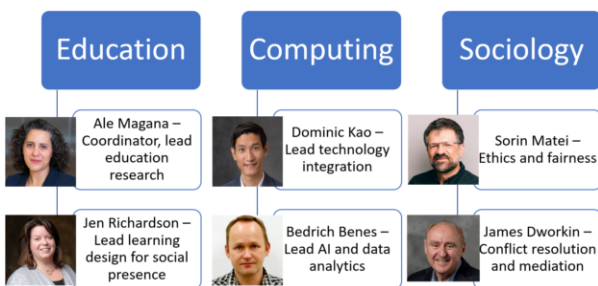 Education
Computing
Sociology
Ale Magana –
Coordinator, lead
education
research
Dominic Kao –
Lead technology
integration
Sorin Matei –
Ethics and fairness
Jen Richardson –
Lead learning
design for social
presence
Bedrich Benes –
Lead AI and data
analytics
James Dworkin –
Conflict resolution
and mediation